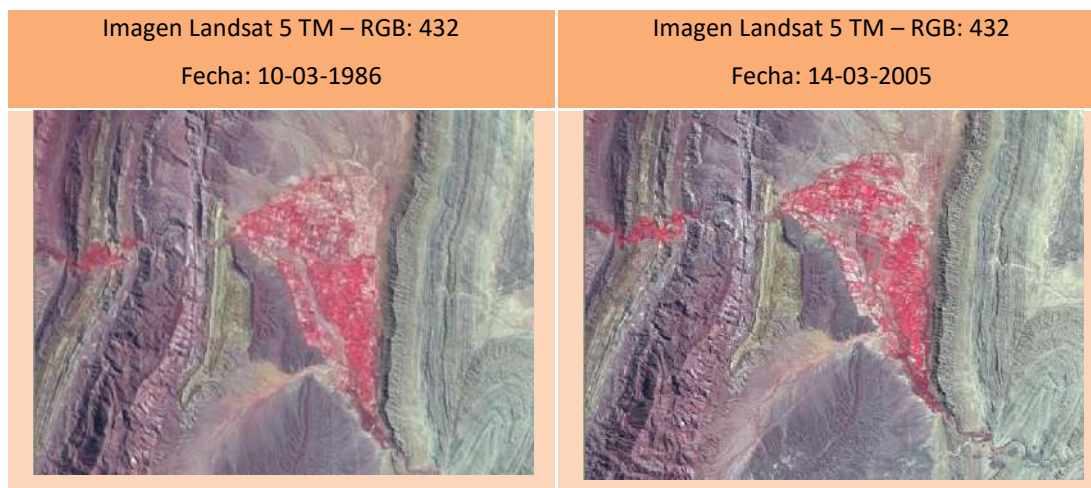 Imagen Landsat 5 TM – RGB: 432
Fecha: 10-03-1986
Imagen Landsat 5 TM – RGB: 432
Fecha: 14-03-2005